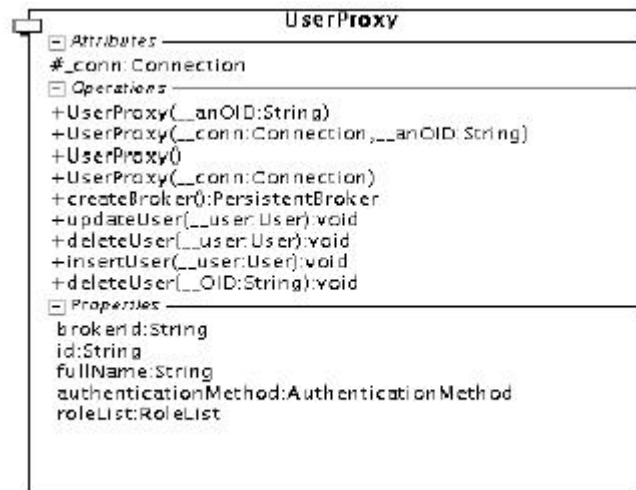 UserProxy
Attributes
#_conn:Connection
Operations
+UserProxy(__anOID:String)
+UserProxy(__conn:Connection,__anOID:String)
+UserProxy()
+UserProxy(__conn:Connection)
+createBroker():PersistentBroker
+updateUser(__user:User):void
+deleteUser(__user:User):void
+insertUser(__user:User):void
+deleteUser(__OID:String):void
Properties
brokerId:String
id:String
fullName:String
authenticationMethod:AuthenticationMethod
roleList:RoleList